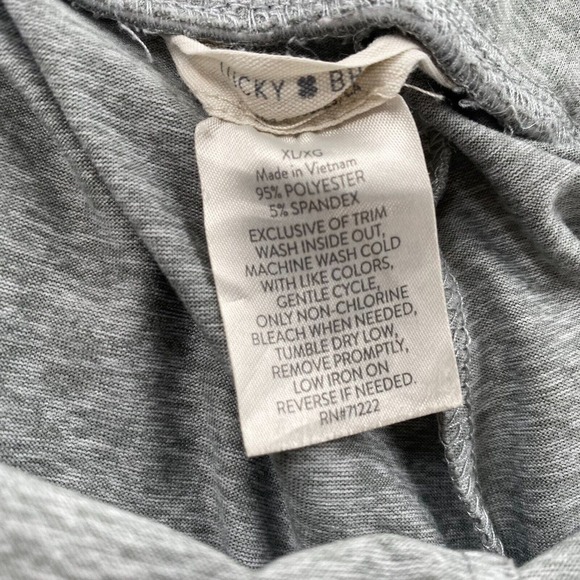 LUCKY BR
XL/XG
Made in Vietnam
95% POLYESTER
5% SPANDEX
EXCLUSIVE OF TRIM
WASH INSIDE OUT,
MACHINE WASH COLD
WITH LIKE COLORS,
GENTLE CYCLE,
ONLY NON-CHLORINE
BLEACH WHEN NEEDED,
TUMBLE DRY LOW,
REMOVE PROMPTLY,
LOW IRON ON
REVERSE IF NEEDED.
RN#71222